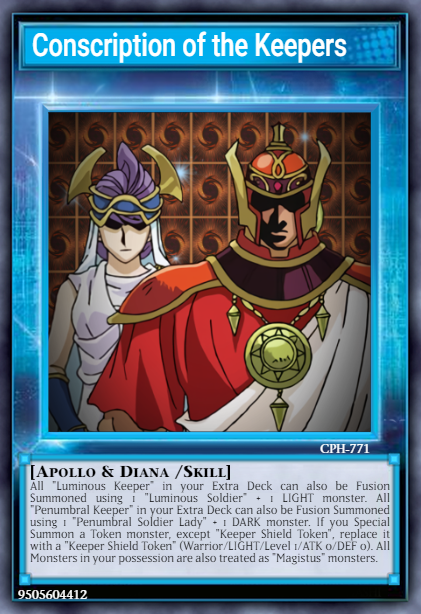 Conscription of the Keepers
CPH-771
[Apollo & Diana /Skill]
All "Luminous Keeper" in your Extra Deck can also be Fusion
Summoned using 1 "Luminous Soldier" + 1 LIGHT monster. All
"Penumbral Keeper" in your Extra Deck can also be Fusion Summoned
using 1 "Penumbral Soldier Lady" + 1 DARK monster. If you Special
Summon a Token monster, except "Keeper Shield Token", replace it
with a "Keeper Shield Token" (Warrior/LIGHT/Level 1/ATK 0/DEF 0). All
Monsters in your possession are also treated as "Magistus" monsters.
9505604412